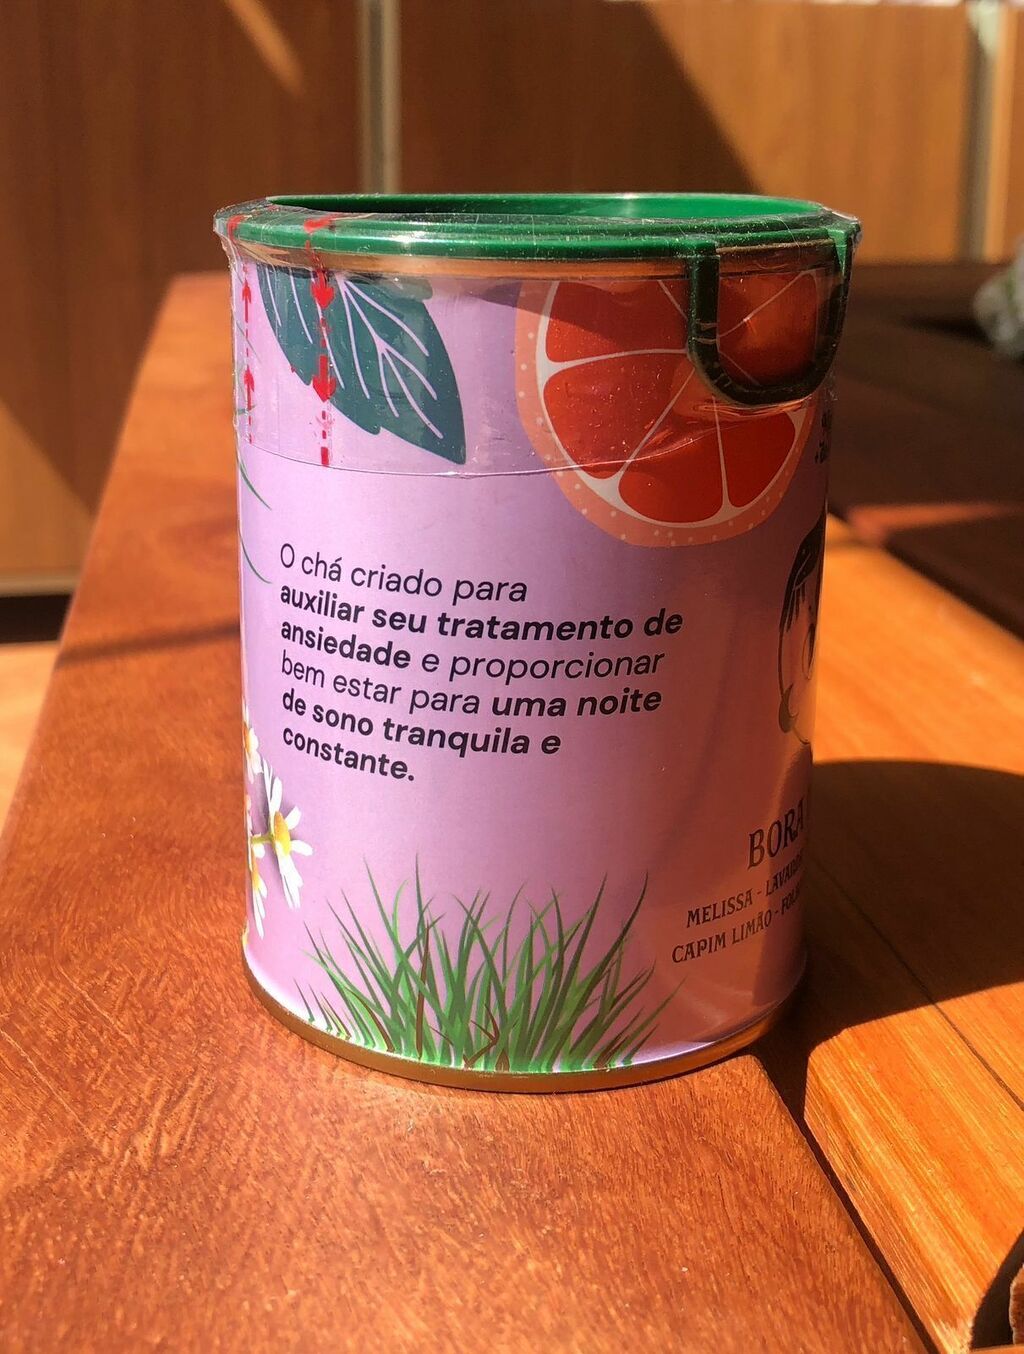 O chá criado para
auxiliar seu tratamento de
ansiedade e proporcionar
bem estar para uma noite
de sono tranquila e
constante.
BORA
MELISSA -
CAPIM LIMÃO -